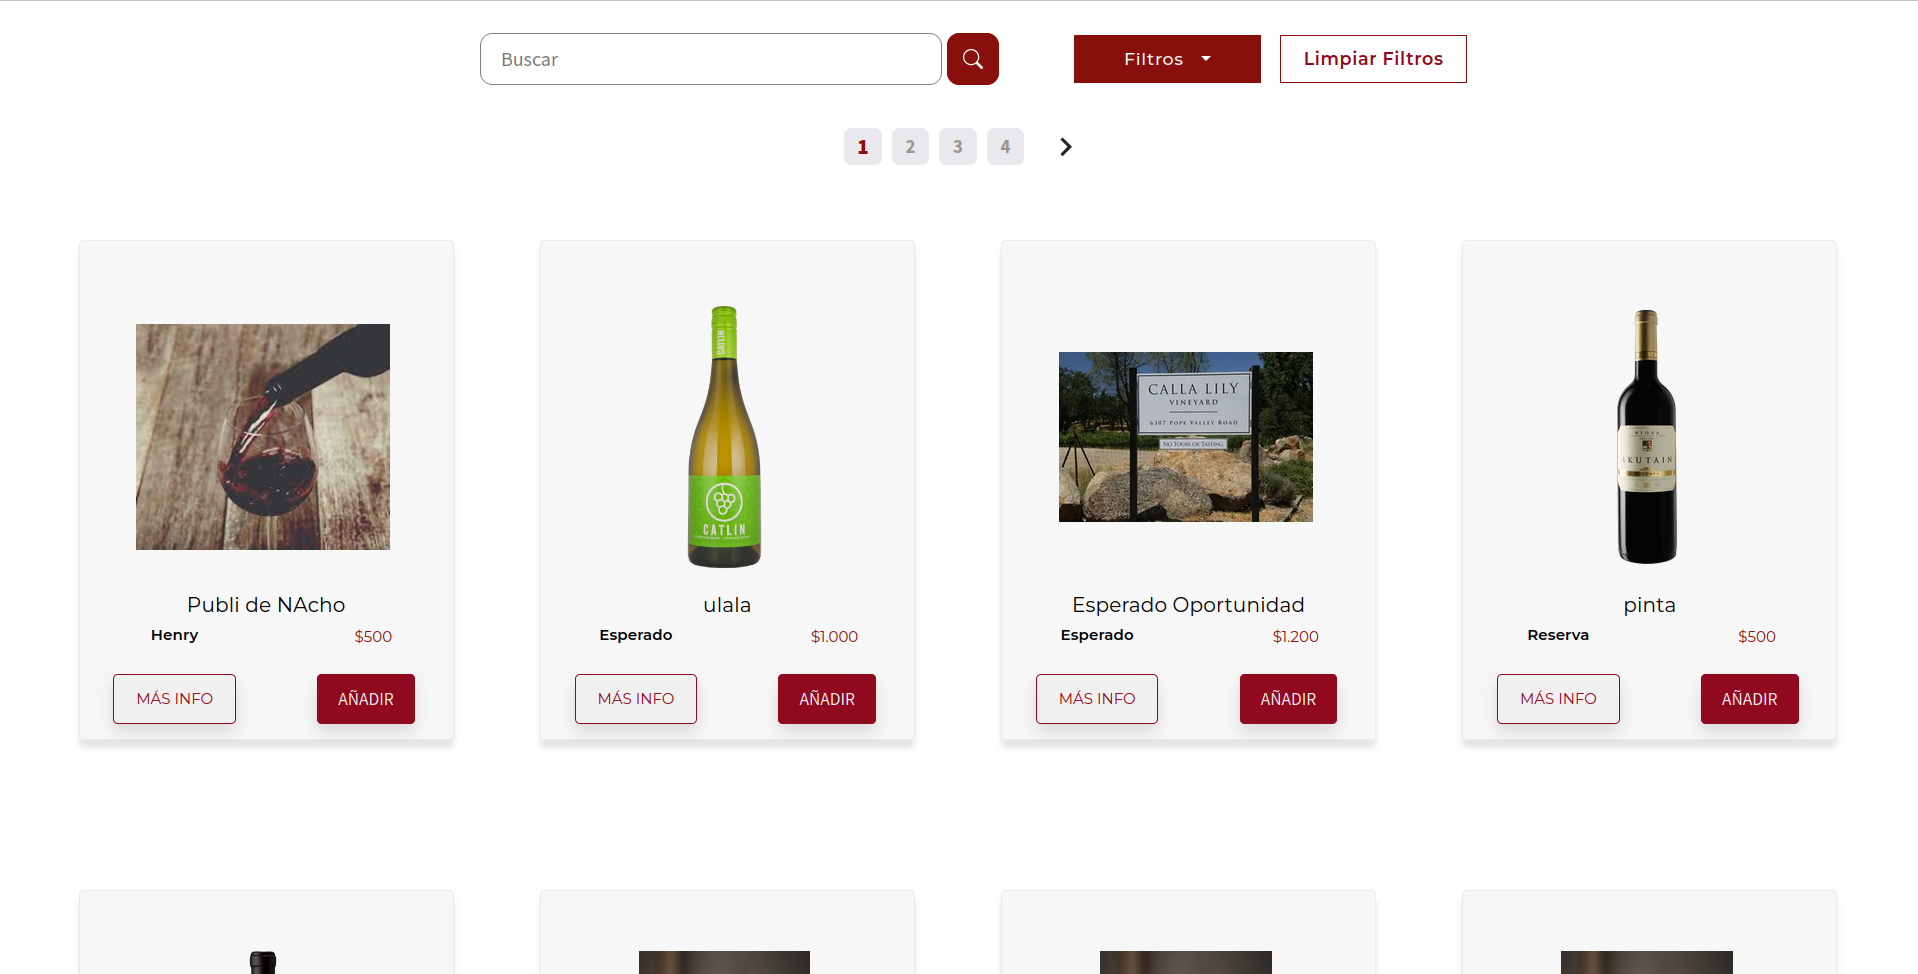 Buscar
Filtros
Limpiar Filtros
1 2 3 4
CATLIN
CATLIN
CALLA LILY
VINEYARD
6307 POPE VALLEY ROAD
NO TOURS OR TASTING
RIOJA
AKUTAIN
Publi de NAcho
Henry $500
MÁS INFO AÑADIR
ulala
Esperado $1.000
MÁS INFO AÑADIR
Esperado Oportunidad
Esperado $1.200
MÁS INFO AÑADIR
pinta
Reserva $500
MÁS INFO AÑADIR